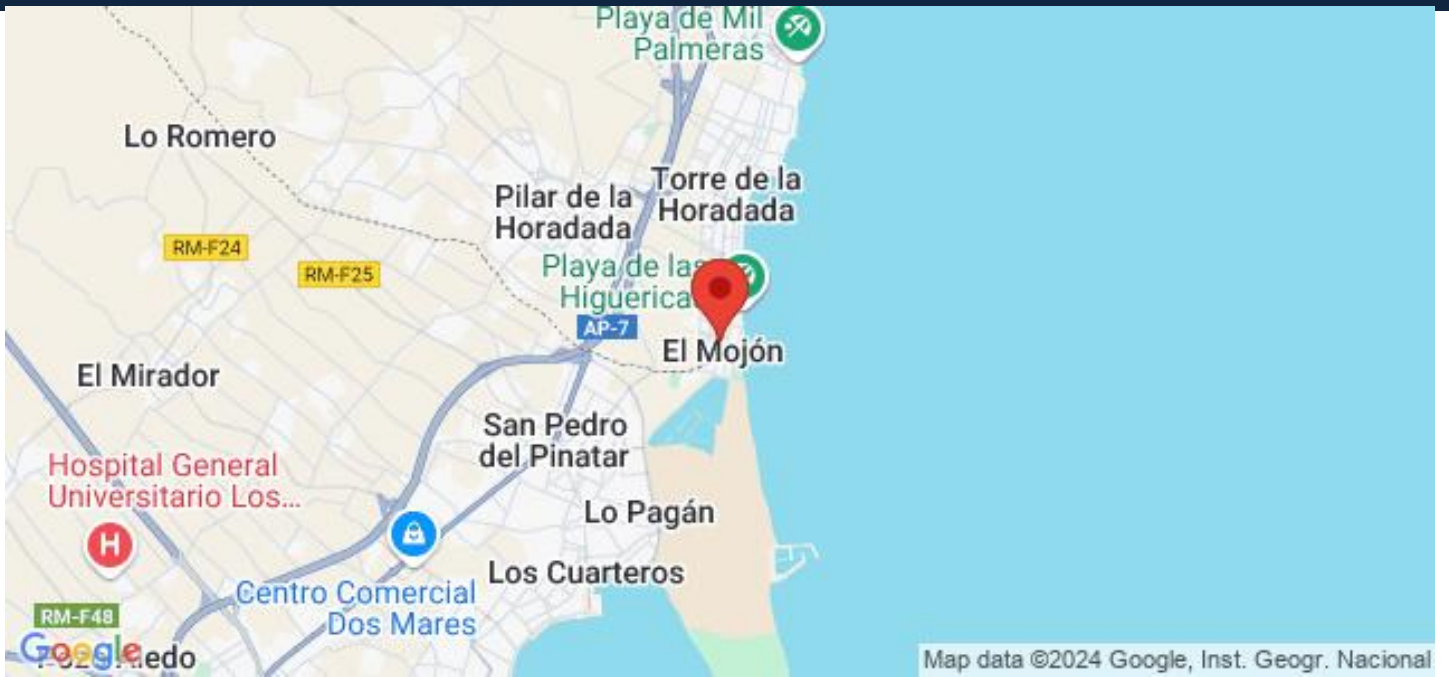 Playa de Mil
Palmeras
Lo Romero
Pilar de la
Horadada
Torre de la
Horadada
RM-F24
RM-F25
Playa de las
Higuerica
AP-7
El Mojón
El Mirador
San Pedro
del Pinatar
Hospital General
Universitario Los...
H
Lo Pagán
Los Cuarteros
Centro Comercial
Dos Mares
RM-F48
Google
Map data ©2024 Google, Inst. Geogr. Nacional